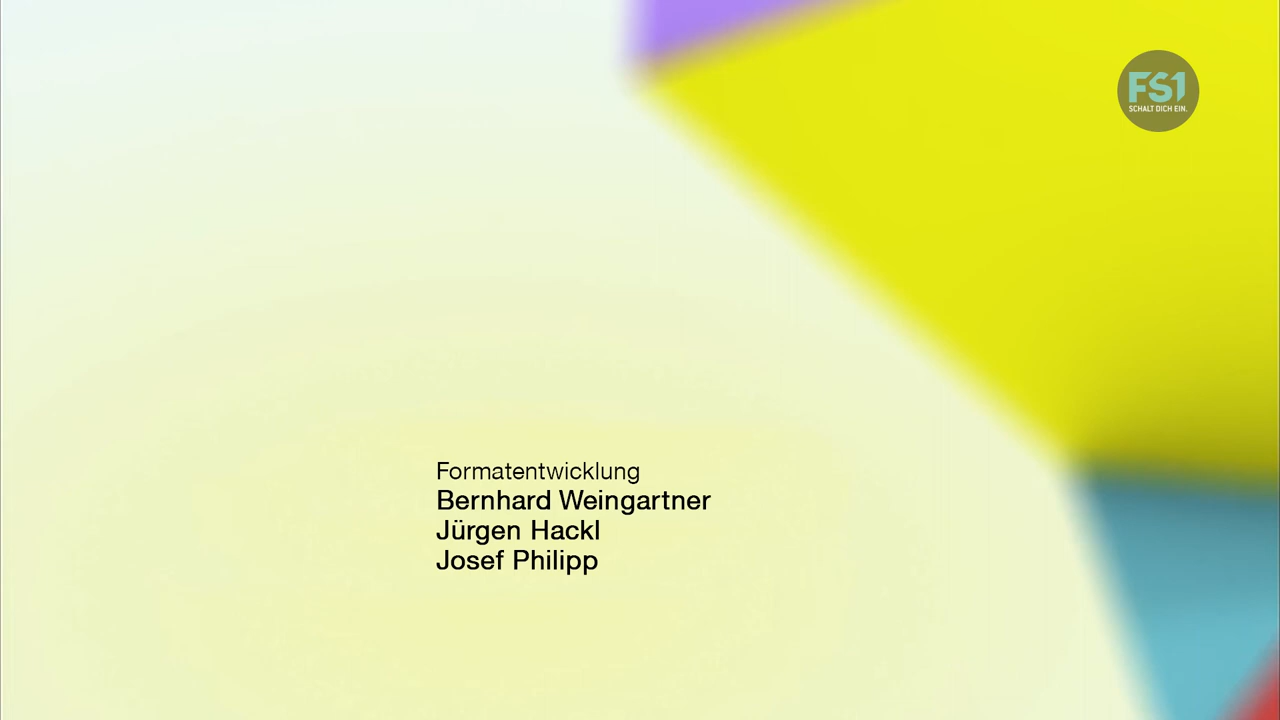 FS1
SCHALT DICH EIN.
Formatentwicklung
Bernhard Weingartner
Jürgen Hackl
Josef Philipp